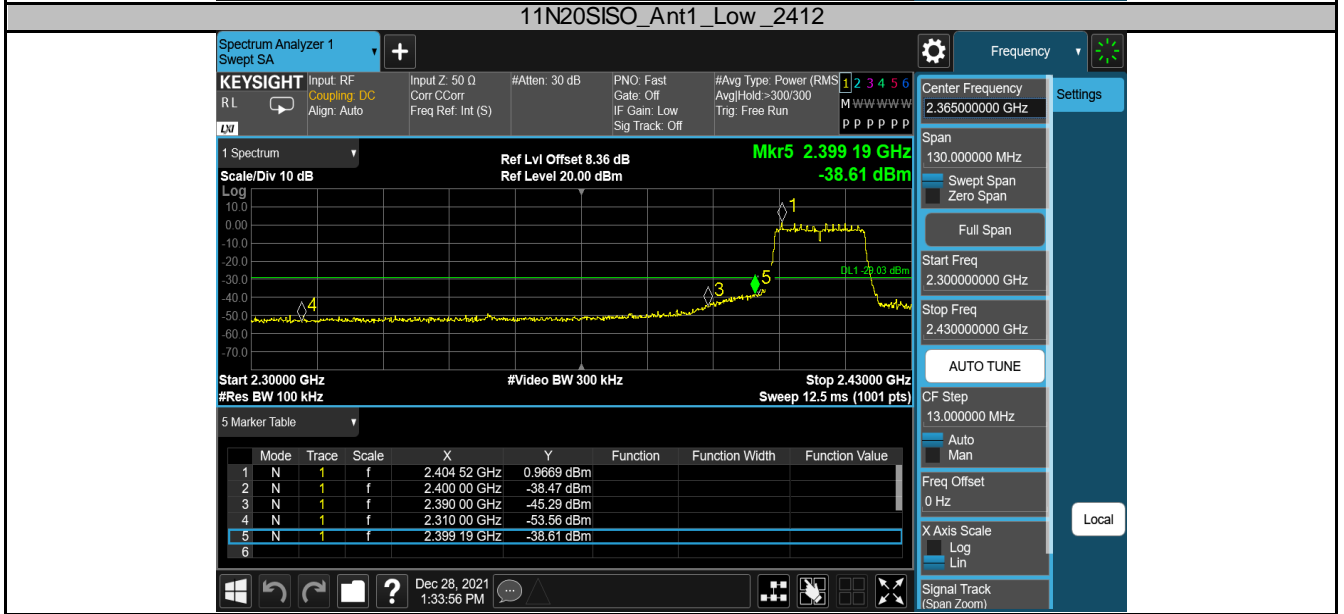 11N20SISO_Ant1_Low_2412
Spectrum Analyzer 1
Swept SA
+
Frequency
KEYSIGHT
Input: RF
Input Z: 50 Ω
#Atten: 30 dB
PNO: Fast
#Avg Type: Power (RMS
1 2 3 4 5 6
R L
Coupling: DC
Corr CCorr
Gate: Off
Avg|Hold:>300/300
M W W W W W
Align: Auto
Freq Ref: Int (S)
IF Gain: Low
Trig: Free Run
Sig Track: Off
P P P P P P
LXI
Center Frequency
2.365000000 GHz
Settings
Span
130.000000 MHz
Swept Span
Zero Span
Full Span
Start Freq
2.300000000 GHz
Stop Freq
2.430000000 GHz
AUTO TUNE
CF Step
13.000000 MHz
Auto
Man
Freq Offset
0 Hz
X Axis Scale
Log
Lin
Signal Track
(Span Zoom)
Local
1 Spectrum
Ref Lvl Offset 8.36 dB
Mkr5 2.399 19 GHz
Scale/Div 10 dB
Ref Level 20.00 dBm
-38.61 dBm
Log
10.0
0.00
-10.0
-20.0
-30.0
-40.0
-50.0
-60.0
-70.0
1
DL1 -29.03 dBm
5
3
4
Start 2.30000 GHz
#Video BW 300 kHz
Stop 2.43000 GHz
#Res BW 100 kHz
Sweep 12.5 ms (1001 pts)
5 Marker Table
Mode Trace Scale X Y Function Function Width Function Value
1 N 1 f 2.404 52 GHz 0.9669 dBm
2 N 1 f 2.400 00 GHz -38.47 dBm
3 N 1 f 2.390 00 GHz -45.29 dBm
4 N 1 f 2.310 00 GHz -53.56 dBm
5 N 1 f 2.399 19 GHz -38.61 dBm
6
?
Dec 28, 2021
1:33:56 PM